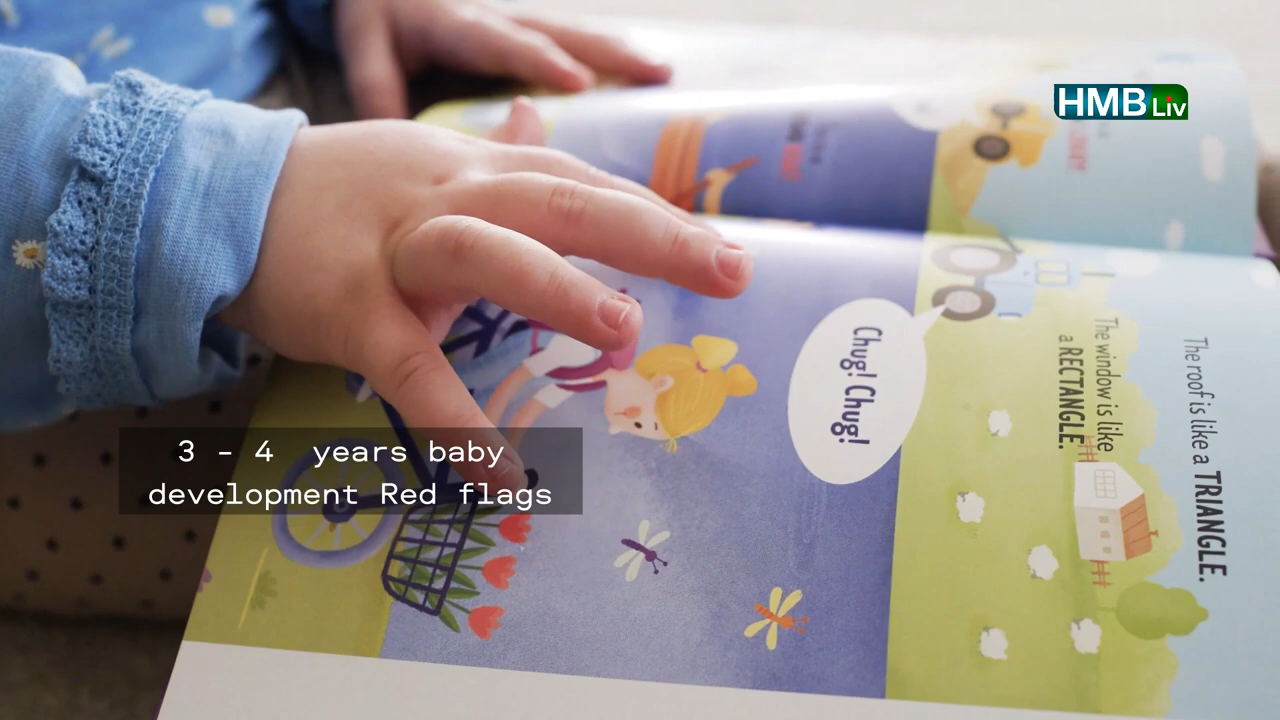 HMB Liv
3 - 4 years baby
development Red flags
Chug! Chug!
The window is like
a RECTANGLE.
The roof is like a TRIANGLE.